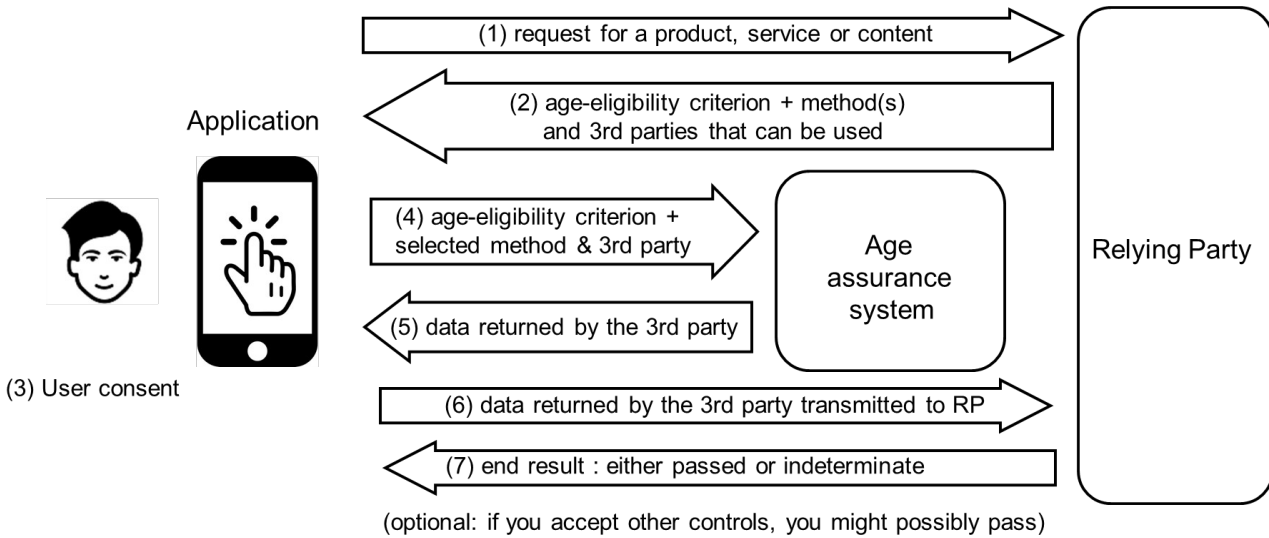 (1) request for a product, service or content
(2) age-eligibility criterion + method(s)
and 3rd parties that can be used
Application
(4) age-eligibility criterion +
selected method & 3rd party
Age
assurance
system
Relying Party
(5) data returned by the 3rd party
(3) User consent
(6) data returned by the 3rd party transmitted to RP
(7) end result : either passed or indeterminate
(optional: if you accept other controls, you might possibly pass)